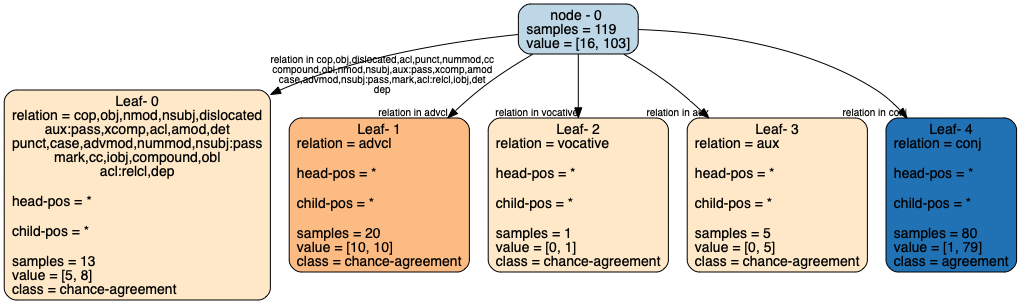 node - 0
samples = 119
value = [16, 103]
relation in cop,obj,dislocated,acl,punct,nummod,cc
compound,obl,nmod,nsubj,aux:pass,xcomp,amod
case,advmod,nsubj:pass,mark,acl:relcl,iobj,det
dep
relation in advcl
relation in vocative
relation in aux
relation in conj
Leaf- 0
relation = cop,obj,nmod,nsubj,dislocated
aux:pass,xcomp,acl,amod,det
punct,case,advmod,nummod,nsubj:pass
mark,cc,iobj,compound,obl
acl:relcl,dep
head-pos = *
child-pos = *
samples = 13
value = [5, 8]
class = chance-agreement
Leaf- 1
relation = advcl
head-pos = *
child-pos = *
samples = 20
value = [10, 10]
class = chance-agreement
Leaf- 2
relation = vocative
head-pos = *
child-pos = *
samples = 1
value = [0, 1]
class = chance-agreement
Leaf- 3
relation = aux
head-pos = *
child-pos = *
samples = 5
value = [0, 5]
class = chance-agreement
Leaf- 4
relation = conj
head-pos = *
child-pos = *
samples = 80
value = [1, 79]
class = agreement